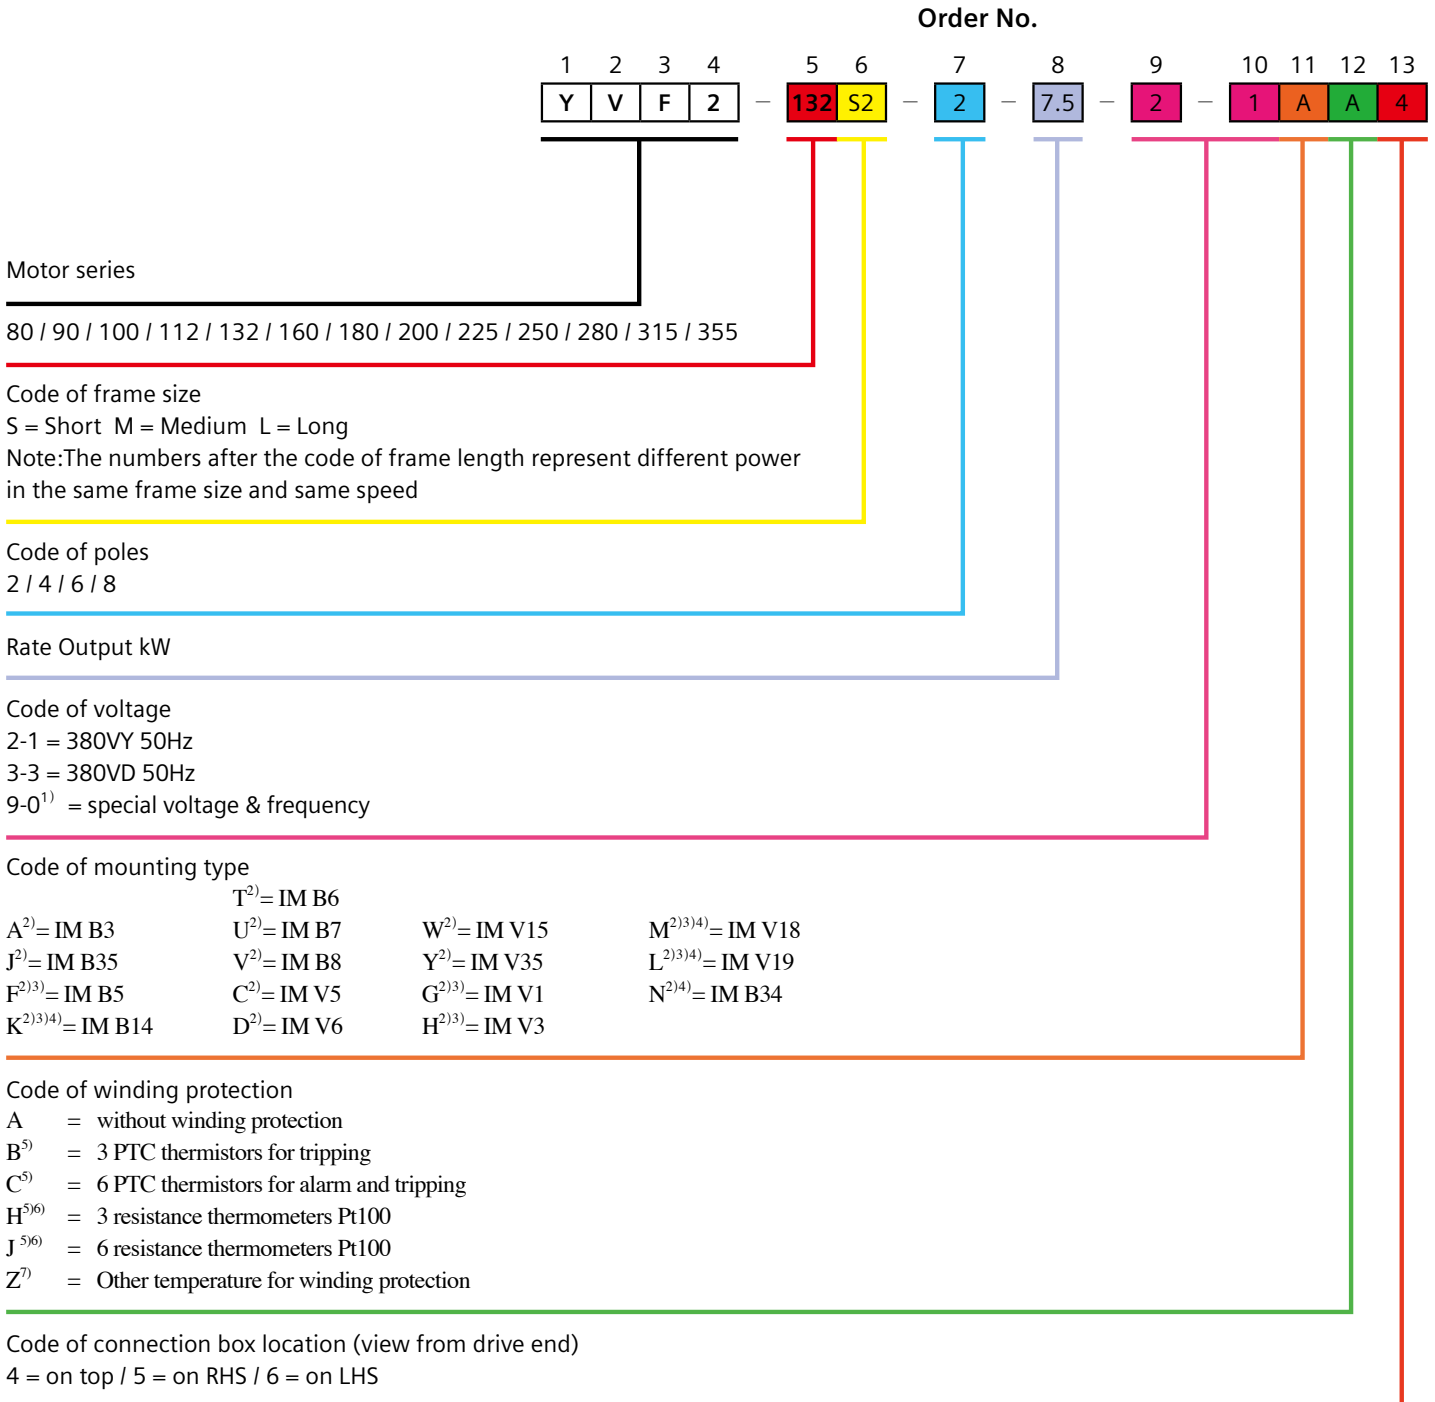 Order No.
1 2 3 4 5 6 7 8 9 10 11 12 13
Y V F 2 – 132 S2 – 2 – 7.5 – 2 – 1 A A 4
Motor series
80 / 90 / 100 / 112 / 132 / 160 / 180 / 200 / 225 / 250 / 280 / 315 / 355
Code of frame size
S = Short M = Medium L = Long
Note:The numbers after the code of frame length represent different power
in the same frame size and same speed
Code of poles
2 / 4 / 6 / 8
Rate Output kW
Code of voltage
2-1 = 380VY 50Hz
3-3 = 380VD 50Hz
9-0¹⁾ = special voltage & frequency
Code of mounting type
T²⁾= IM B6
A²⁾= IM B3 U²⁾= IM B7 W²⁾= IM V15 M²⁾³⁾⁴⁾= IM V18
J²⁾= IM B35 V²⁾= IM B8 Y²⁾= IM V35 L²⁾³⁾⁴⁾= IM V19
F²⁾³⁾= IM B5 C²⁾= IM V5 G²⁾³⁾= IM V1 N²⁾⁴⁾= IM B34
K²⁾³⁾⁴⁾= IM B14 D²⁾= IM V6 H²⁾³⁾= IM V3
Code of winding protection
A = without winding protection
B⁵⁾ = 3 PTC thermistors for tripping
C⁵⁾ = 6 PTC thermistors for alarm and tripping
H⁵⁾⁶⁾ = 3 resistance thermometers Pt100
J ⁵⁾⁶⁾ = 6 resistance thermometers Pt100
Z⁷⁾ = Other temperature for winding protection
Code of connection box location (view from drive end)
4 = on top / 5 = on RHS / 6 = on LHS